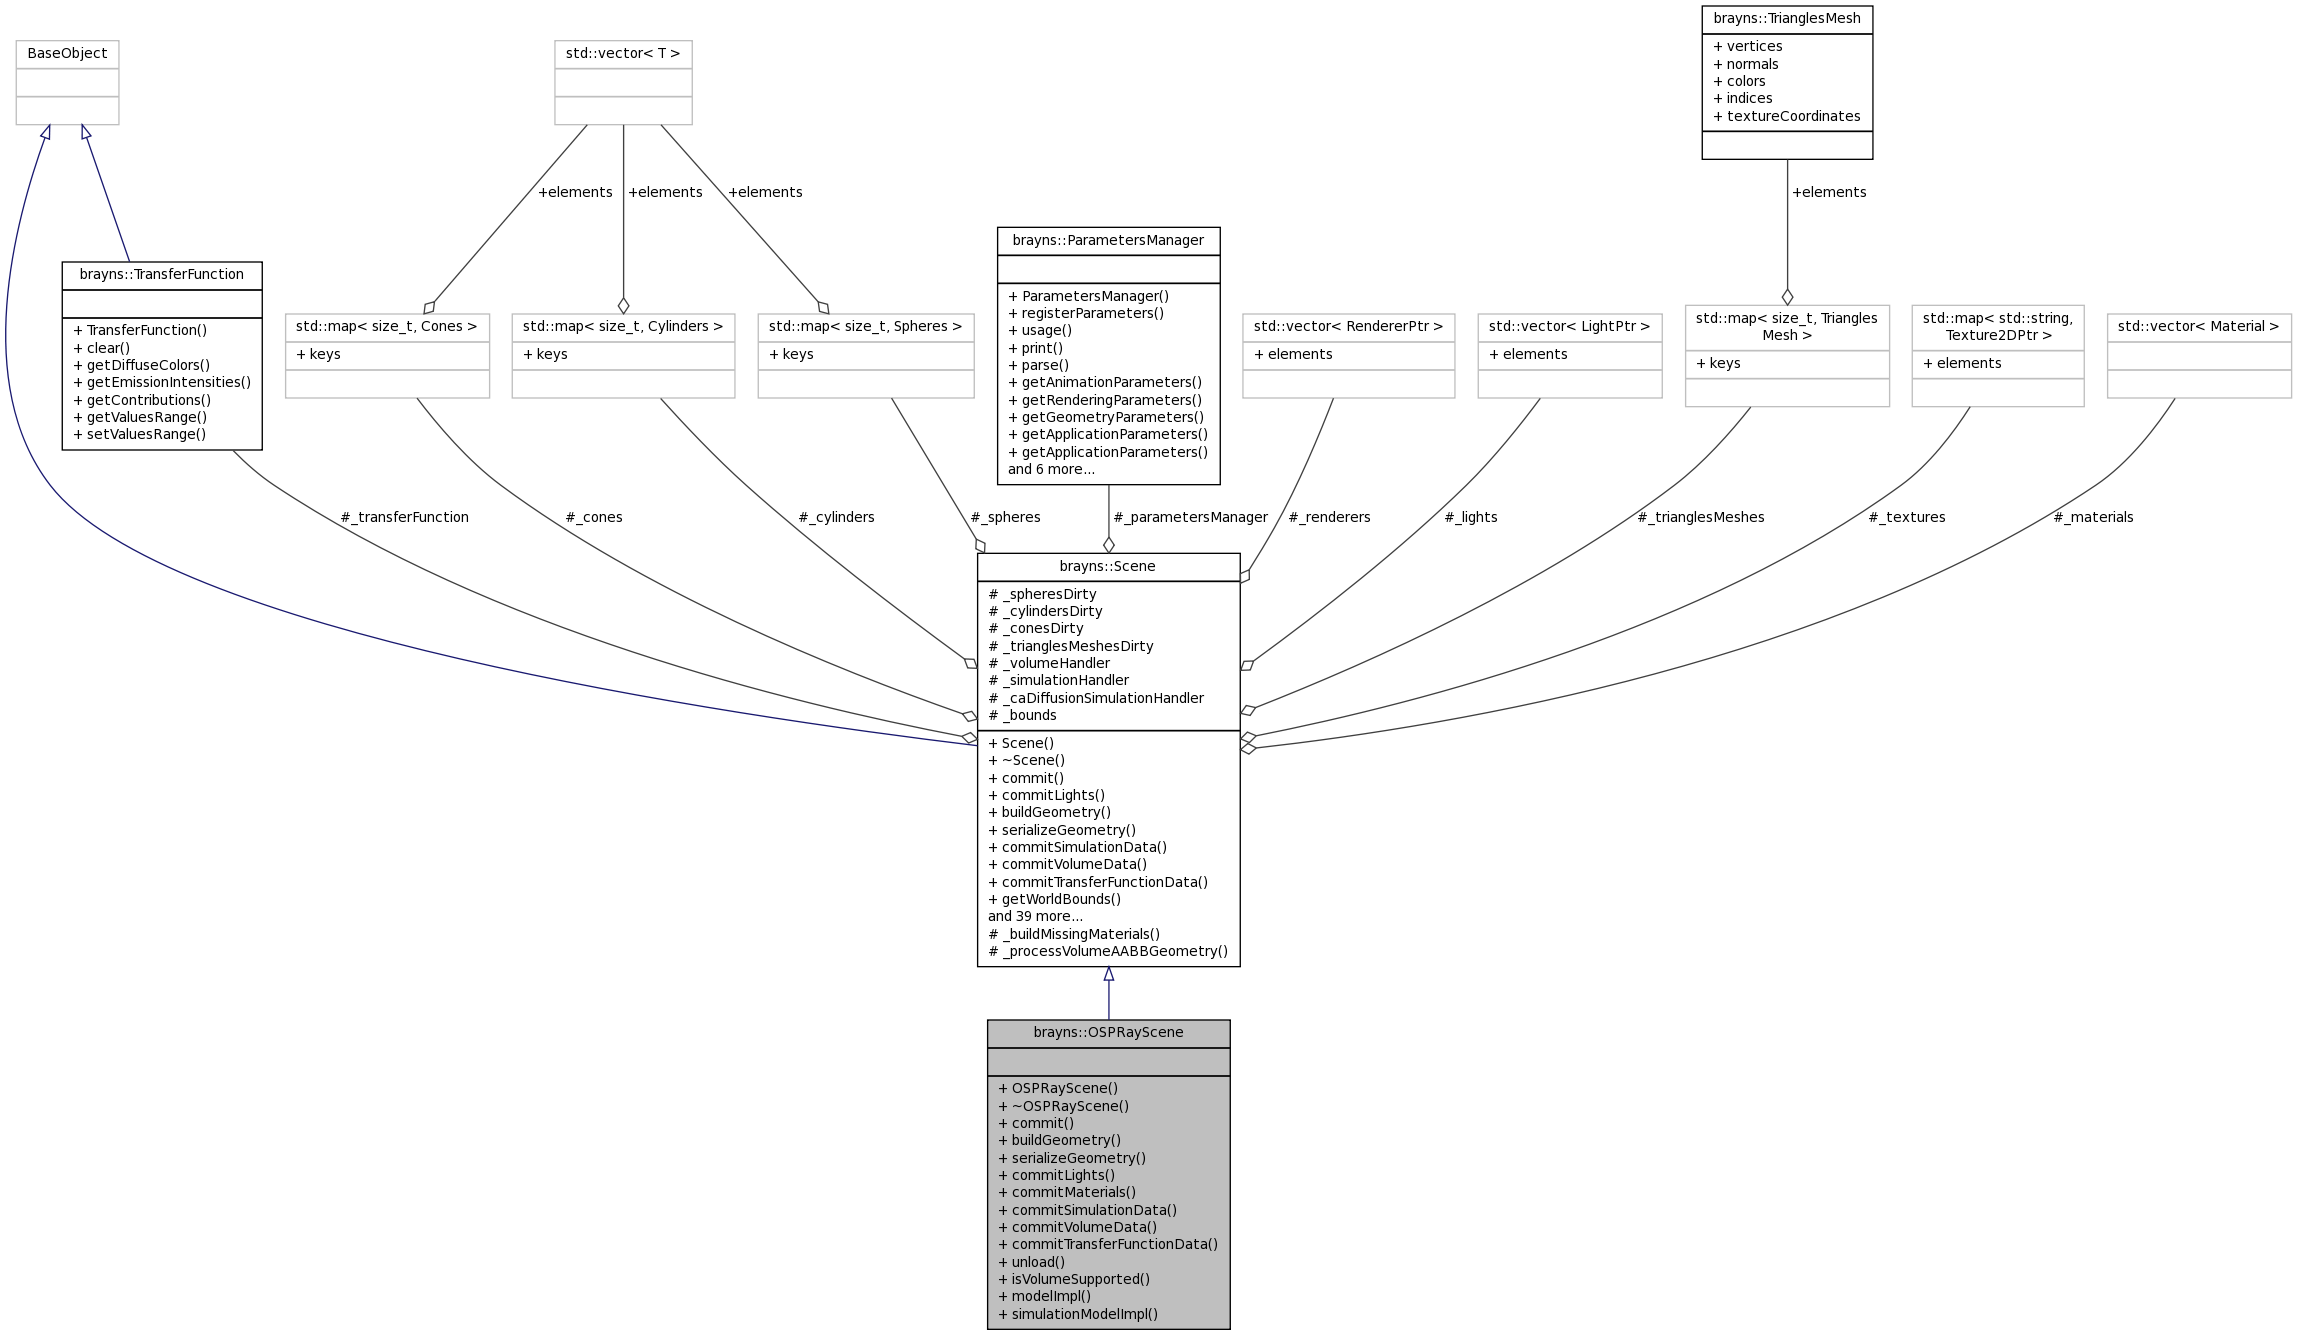 brayns::TrianglesMesh
+ vertices
+ normals
+ colors
+ indices
+ textureCoordinates
BaseObject
std::vector< T >
+elements
+elements
+elements
+elements
brayns::TransferFunction
+ TransferFunction()
+ clear()
+ getDiffuseColors()
+ getEmissionIntensities()
+ getContributions()
+ getValuesRange()
+ setValuesRange()
std::map< size_t, Cones >
+ keys
std::map< size_t, Cylinders >
+ keys
std::map< size_t, Spheres >
+ keys
brayns::ParametersManager
+ ParametersManager()
+ registerParameters()
+ usage()
+ print()
+ parse()
+ getAnimationParameters()
+ getRenderingParameters()
+ getGeometryParameters()
+ getApplicationParameters()
+ getApplicationParameters()
and 6 more...
std::vector< RendererPtr >
+ elements
std::vector< LightPtr >
+ elements
std::map< size_t, Triangles
Mesh >
+ keys
std::map< std::string,
Texture2DPtr >
+ elements
std::vector< Material >
#_transferFunction
#_cones
#_cylinders
#_spheres
#_parametersManager
#_renderers
#_lights
#_trianglesMeshes
#_textures
#_materials
brayns::Scene
# _spheresDirty
# _cylindersDirty
# _conesDirty
# _trianglesMeshesDirty
# _volumeHandler
# _simulationHandler
# _caDiffusionSimulationHandler
# _bounds
+ Scene()
+ ~Scene()
+ commit()
+ commitLights()
+ buildGeometry()
+ serializeGeometry()
+ commitSimulationData()
+ commitVolumeData()
+ commitTransferFunctionData()
+ getWorldBounds()
and 39 more...
# _buildMissingMaterials()
# _processVolumeAABBGeometry()
brayns::OSPRayScene
+ OSPRayScene()
+ ~OSPRayScene()
+ commit()
+ buildGeometry()
+ serializeGeometry()
+ commitLights()
+ commitMaterials()
+ commitSimulationData()
+ commitVolumeData()
+ commitTransferFunctionData()
+ unload()
+ isVolumeSupported()
+ modelImpl()
+ simulationModelImpl()